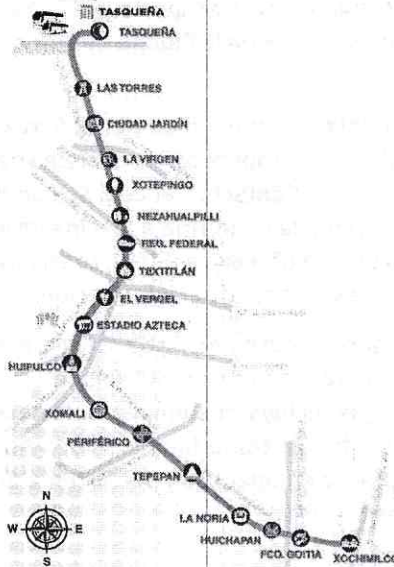 TASQUEÑA
TASQUEÑA
LAS TORRES
CIUDAD JARDÍN
LA VIRGEN
XOTEPINGO
NEZAHUALPILLI
REG. FEDERAL
TEXTITLÁN
EL VERGEL
ESTADIO AZTECA
HUIPULCO
XOMALI
PERIFÉRICO
TEPEPAN
LA NORIA
HUICHAPAN
FCO. GOITIA
XOCHIMILCO
N
W
E
S